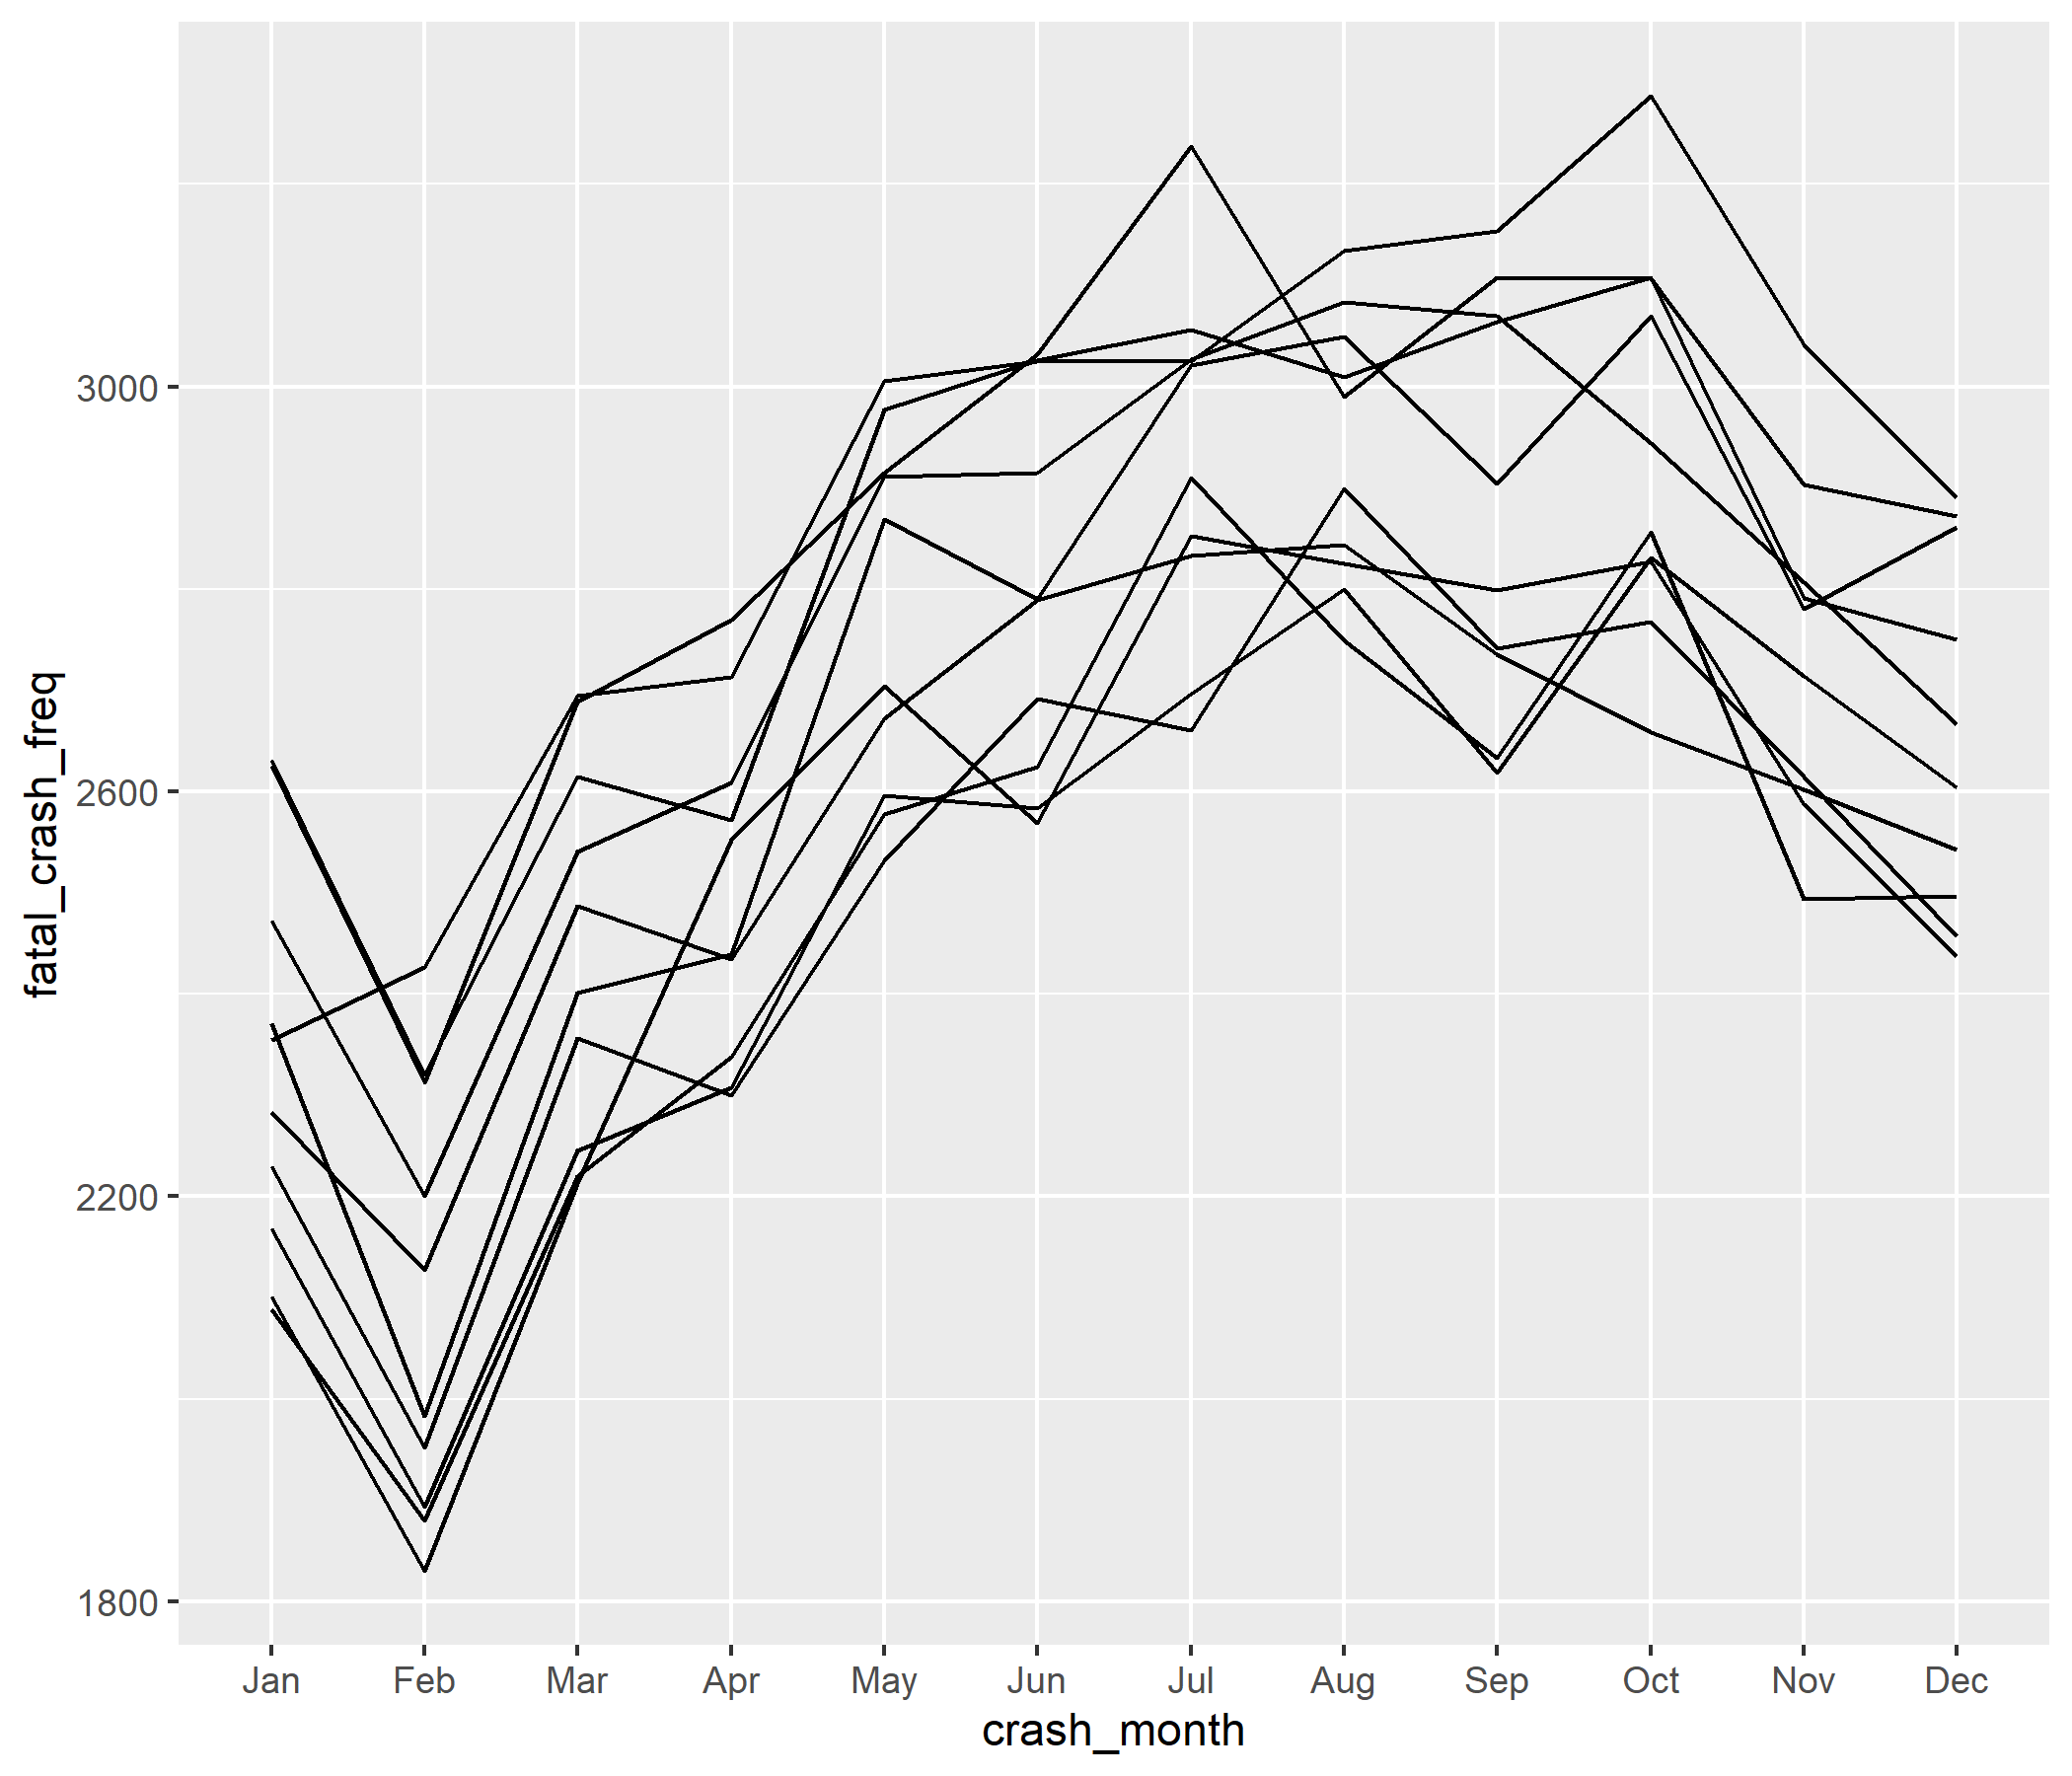 fatal_crash_freq
3000
2600
2200
1800
Jan Feb Mar Apr May Jun Jul Aug Sep Oct Nov Dec
crash_month